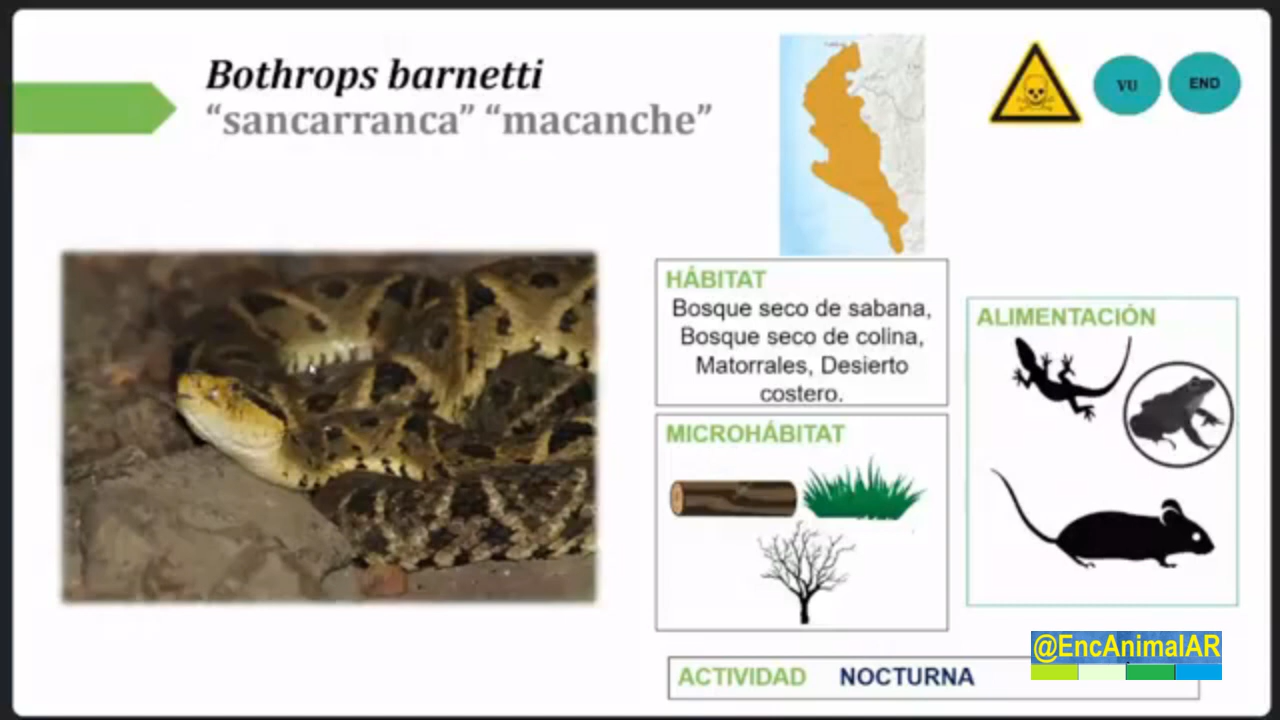 Bothrops barnetti
“sancarranca” “macanche”
VU
END
HÁBITAT
Bosque seco de sabana,
Bosque seco de colina,
Matorrales, Desierto
costero.
MICROHÁBITAT
ALIMENTACIÓN
ACTIVIDAD NOCTURNA
@EncAnimalAR